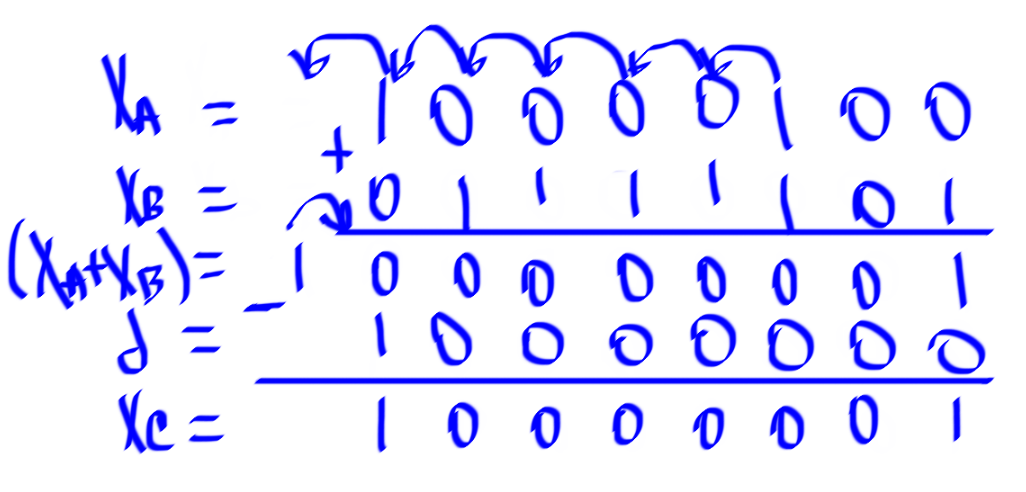 X_A = 1 0 0 0 0 1 0 0
+
X_B = 0 1 1 1 1 1 0 1
(X_A+X_B) = 1 0 0 0 0 0 0 0 1
−
d = 1 0 0 0 0 0 0 0
X_C = 1 0 0 0 0 0 0 1